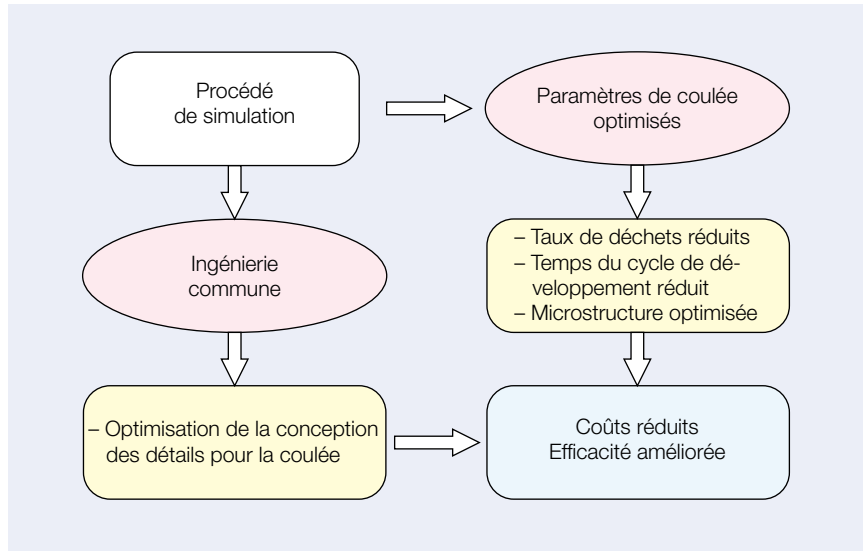 Procédé
de simulation
Paramètres de coulée
optimisés
Ingénierie
commune
– Taux de déchets réduits
– Temps du cycle de dé-
veloppement réduit
– Microstructure optimisée
– Optimisation de la conception
des détails pour la coulée
Coûts réduits
Efficacité améliorée